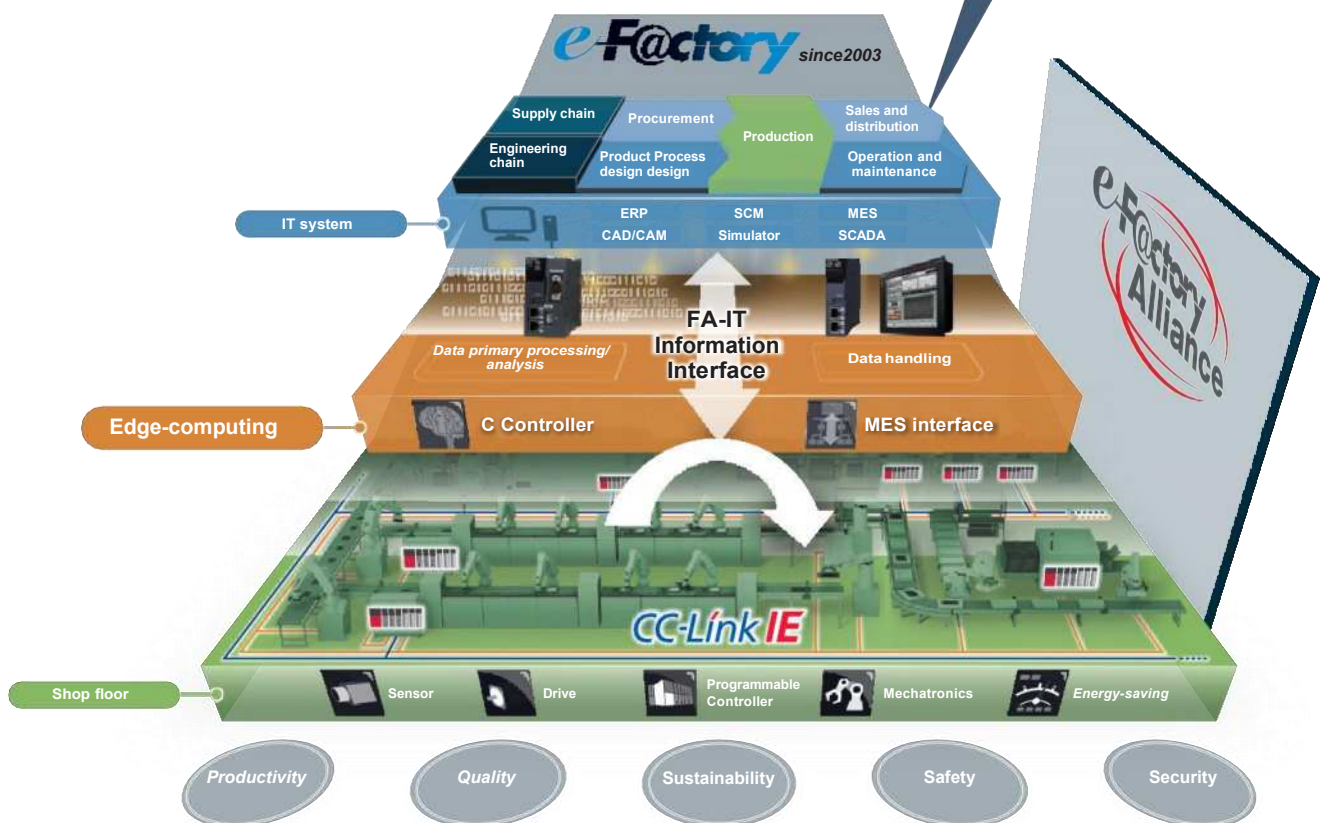 e-F@ctory since2003
Supply chain
Procurement
Production
Sales and
distribution
Engineering
chain
Product Process
design design
Operation and
maintenance
IT system
ERP
SCM
MES
CAD/CAM
Simulator
SCADA
FA-IT
Information
Interface
Data primary processing/
analysis
Data handling
Edge-computing
C Controller
MES interface
e-F@ctory
Alliance
CC-Link IE
Shop floor
Sensor
Drive
Programmable
Controller
Mechatronics
Energy-saving
Productivity
Quality
Sustainability
Safety
Security